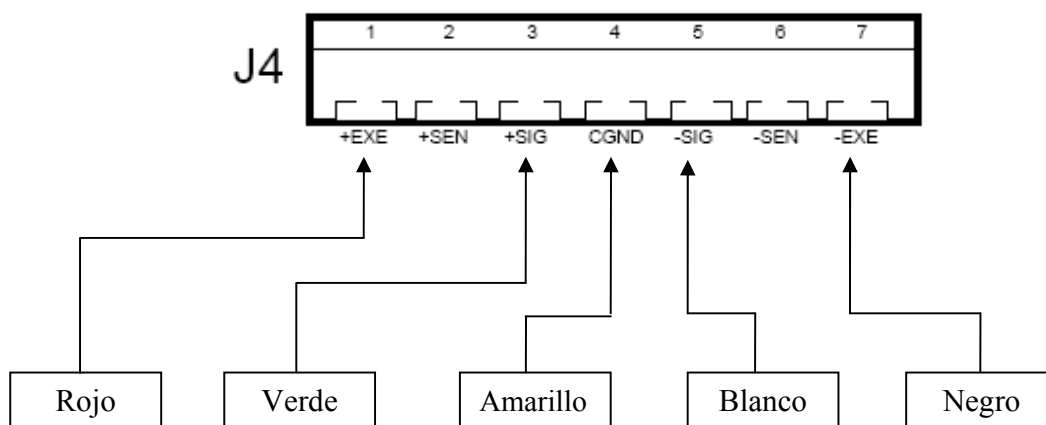 1 2 3 4 5 6 7
J4
+EXE +SEN +SIG CGND -SIG -SEN -EXE
Rojo Verde Amarillo Blanco Negro